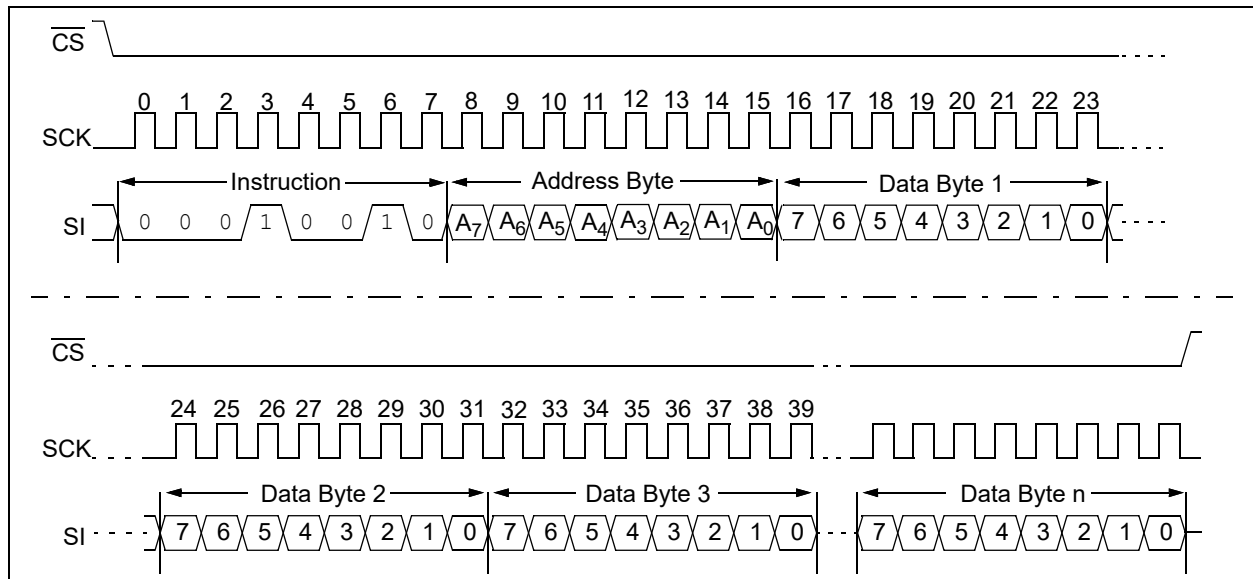 CS
0 1 2 3 4 5 6 7 8 9 10 11 12 13 14 15 16 17 18 19 20 21 22 23
SCK
Instruction Address Byte Data Byte 1
SI 0 0 0 1 0 0 1 0 A7 A6 A5 A4 A3 A2 A1 A0 7 6 5 4 3 2 1 0
CS
24 25 26 27 28 29 30 31 32 33 34 35 36 37 38 39
SCK
Data Byte 2 Data Byte 3 Data Byte n
SI 7 6 5 4 3 2 1 0 7 6 5 4 3 2 1 0 7 6 5 4 3 2 1 0